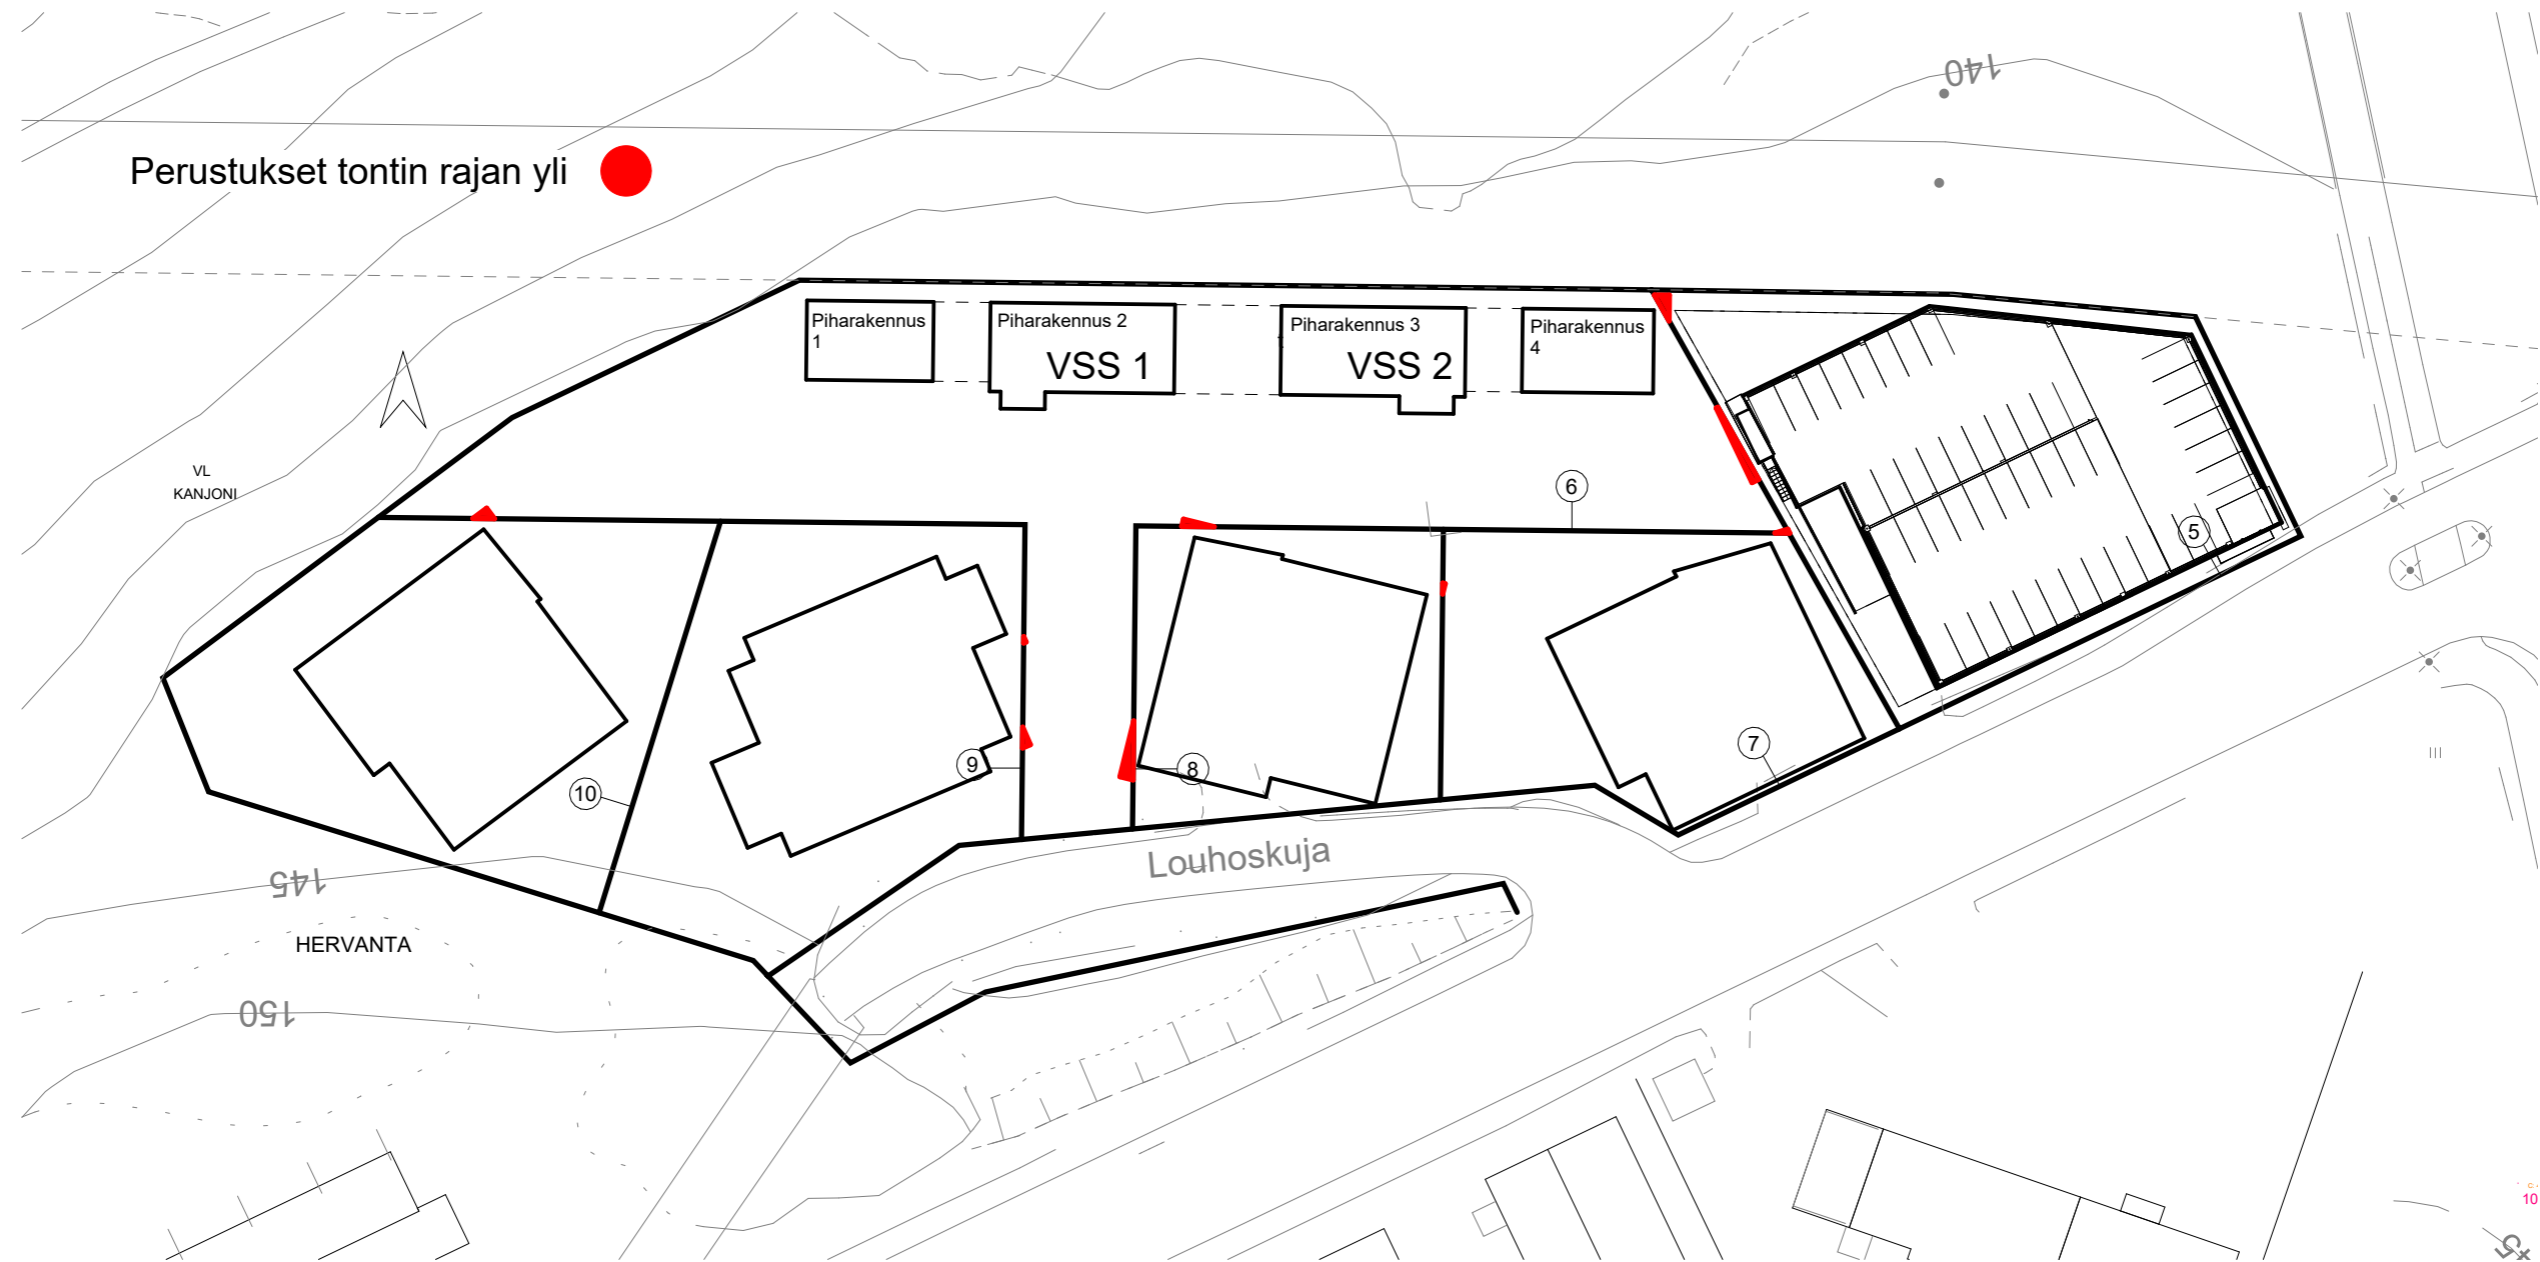 140
Perustukset tontin rajan yli
Piharakennus
1
Piharakennus 2
VSS 1
Piharakennus 3
VSS 2
Piharakennus
4
VL
KANJONI
6
5
7
9
8
10
Louhoskuja
145
HERVANTA
150
10